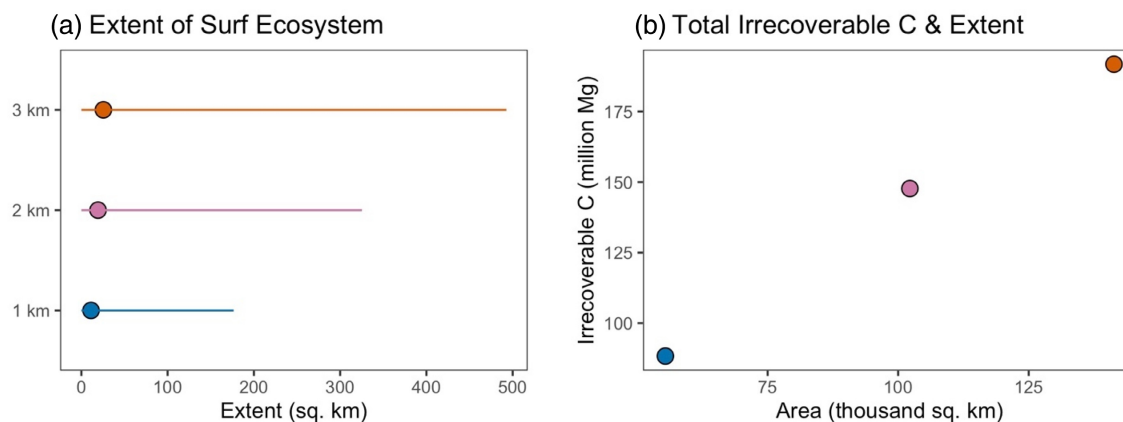 (a) Extent of Surf Ecosystem
3 km
2 km
1 km
0 100 200 300 400 500
Extent (sq. km)
(b) Total Irrecoverable C & Extent
Irrecoverable C (million Mg)
175
150
125
100
75 100 125
Area (thousand sq. km)